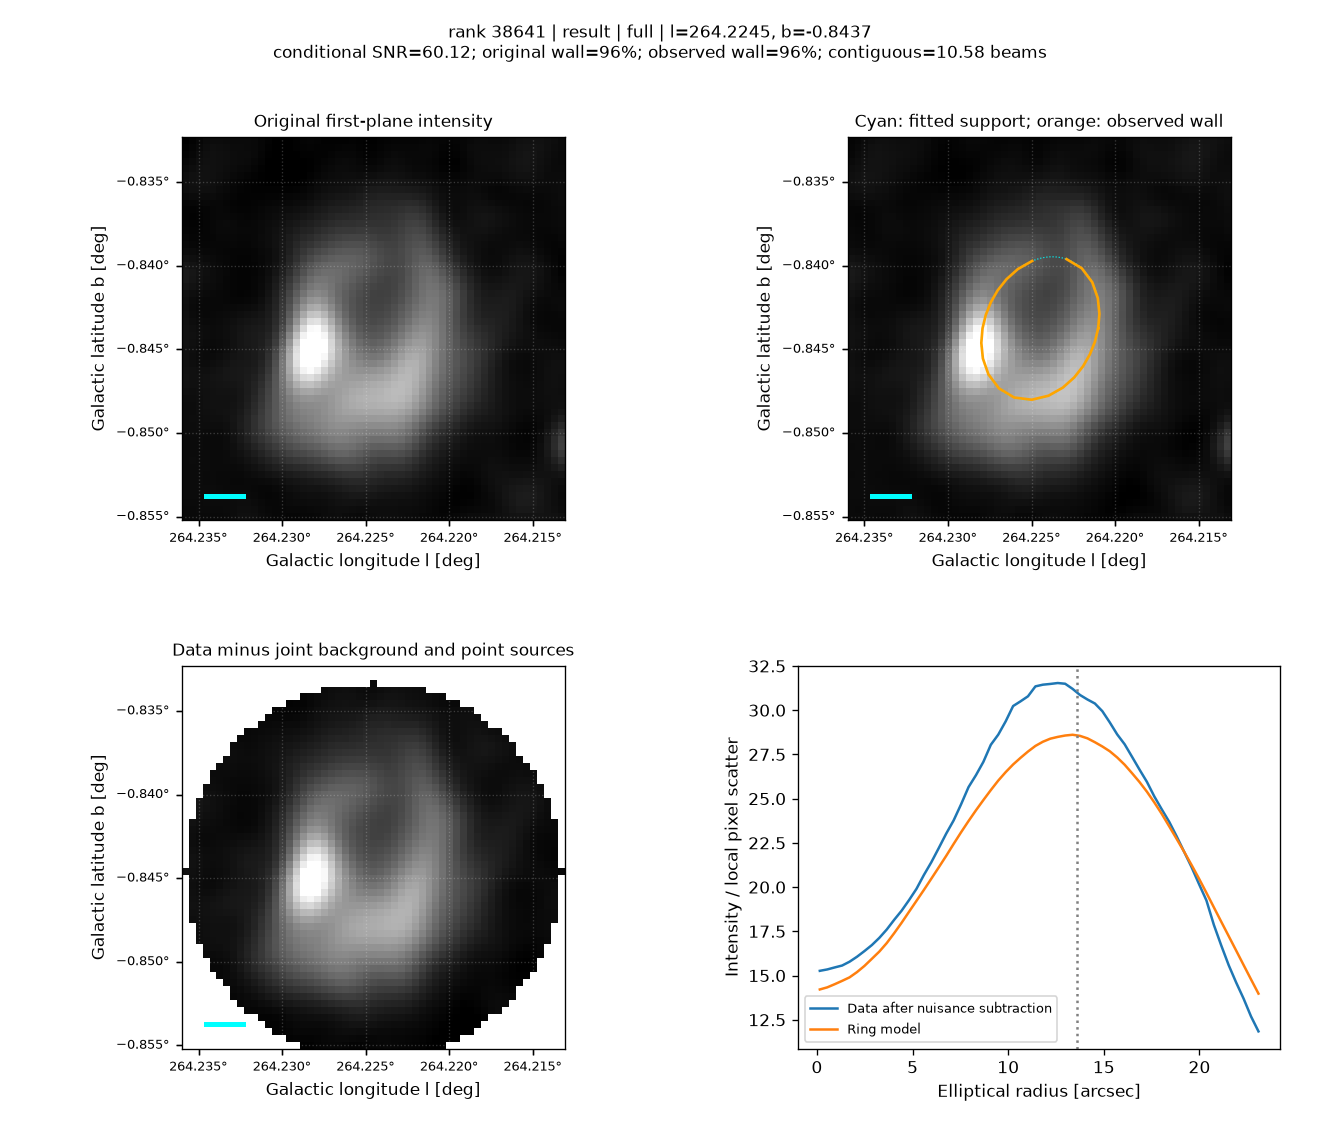 rank 38641 | result | full | l=264.2245, b=-0.8437
conditional SNR=60.12; original wall=96%; observed wall=96%; contiguous=10.58 beams
Original first-plane intensity
−0.835°
−0.840°
−0.845°
−0.850°
−0.855°
Galactic latitude b [deg]
264.235°
264.230°
264.225°
264.220°
264.215°
Galactic longitude l [deg]
Cyan: fitted support; orange: observed wall
−0.835°
−0.840°
−0.845°
−0.850°
−0.855°
Galactic latitude b [deg]
264.235°
264.230°
264.225°
264.220°
264.215°
Galactic longitude l [deg]
Data minus joint background and point sources
−0.835°
−0.840°
−0.845°
−0.850°
−0.855°
Galactic latitude b [deg]
264.235°
264.230°
264.225°
264.220°
264.215°
Galactic longitude l [deg]
32.5
30.0
27.5
25.0
22.5
20.0
17.5
15.0
12.5
Intensity / local pixel scatter
Data after nuisance subtraction
Ring model
0
5
10
15
20
Elliptical radius [arcsec]